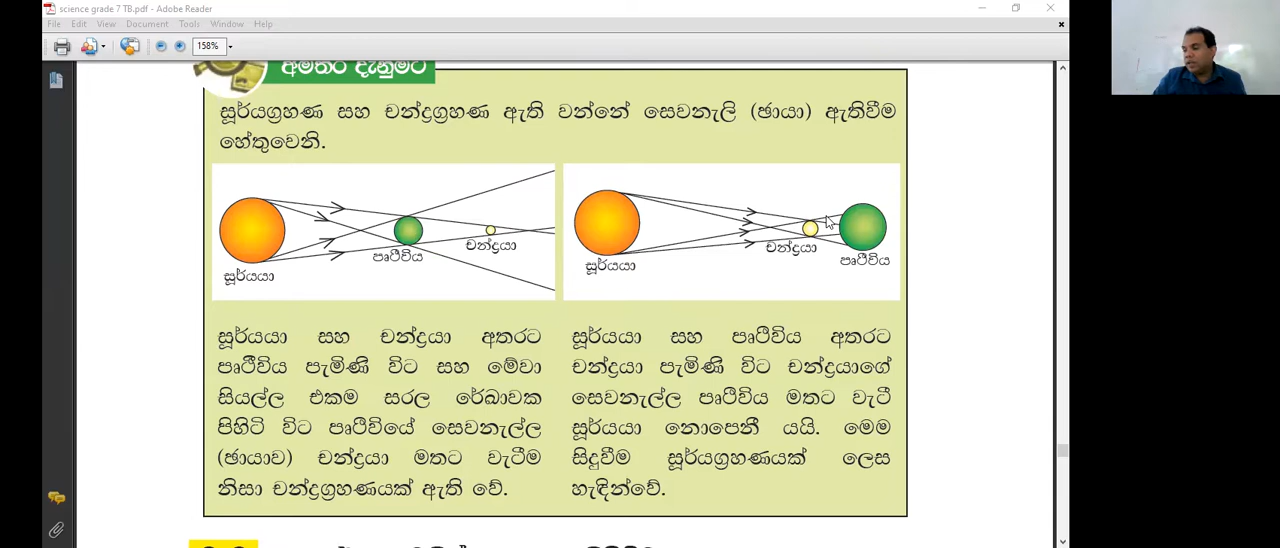 science grade 7 TB.pdf - Adobe Reader
File Edit View Document Tools Window Help
158%
අමතර දැනුමට
සූර්යග්‍රහණ සහ චන්ද්‍රග්‍රහණ ඇති වන්නේ සෙවනැලි (ඡායා) ඇතිවීම
හේතුවෙනි.
සූර්යයා
පෘථිවිය
චන්ද්‍රයා
සූර්යයා
චන්ද්‍රයා
පෘථිවිය
සූර්යයා සහ චන්ද්‍රයා අතරට
පෘථිවිය පැමිණි විට සහ මේවා
සියල්ල එකම සරල රේඛාවක
පිහිටි විට පෘථිවියේ සෙවනැල්ල
(ඡායාව) චන්ද්‍රයා මතට වැටීම
නිසා චන්ද්‍රග්‍රහණයක් ඇති වේ.
සූර්යයා සහ පෘථිවිය අතරට
චන්ද්‍රයා පැමිණි විට චන්ද්‍රයාගේ
සෙවනැල්ල පෘථිවිය මතට වැටී
සූර්යයා නොපෙනී යයි. මෙම
සිදුවීම සූර්යග්‍රහණයක් ලෙස
හැඳින්වේ.